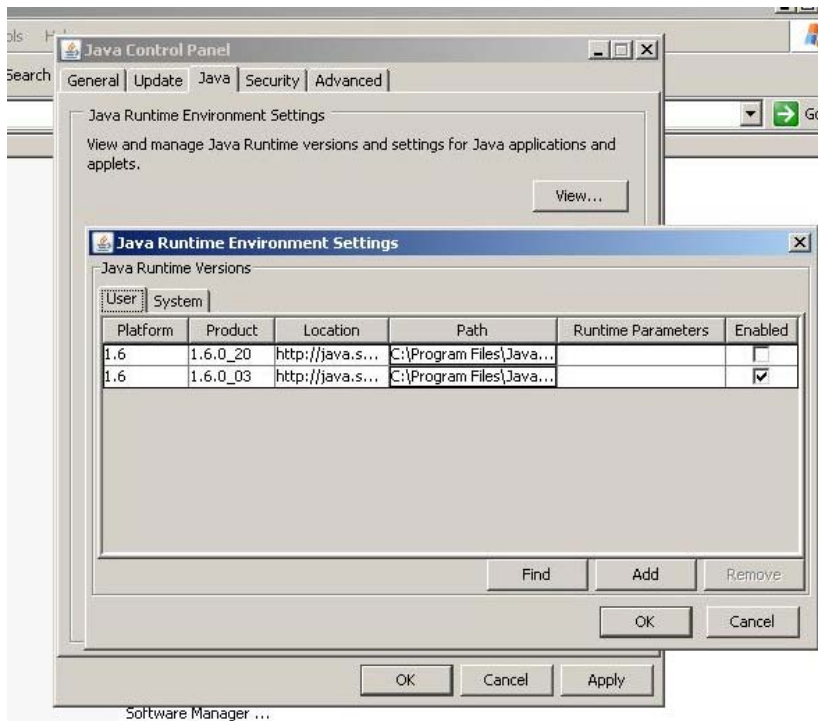 ols
Java Control Panel
Search
General Update Java Security Advanced
Java Runtime Environment Settings
View and manage Java Runtime versions and settings for Java applications and
applets.
View...
Java Runtime Environment Settings
Java Runtime Versions
User System
Platform Product Location Path Runtime Parameters Enabled
1.6 1.6.0_20 http://java.s... C:\Program Files\Java...
1.6 1.6.0_03 http://java.s... C:\Program Files\Java...
Find Add Remove
OK Cancel
OK Cancel Apply
Software Manager ...